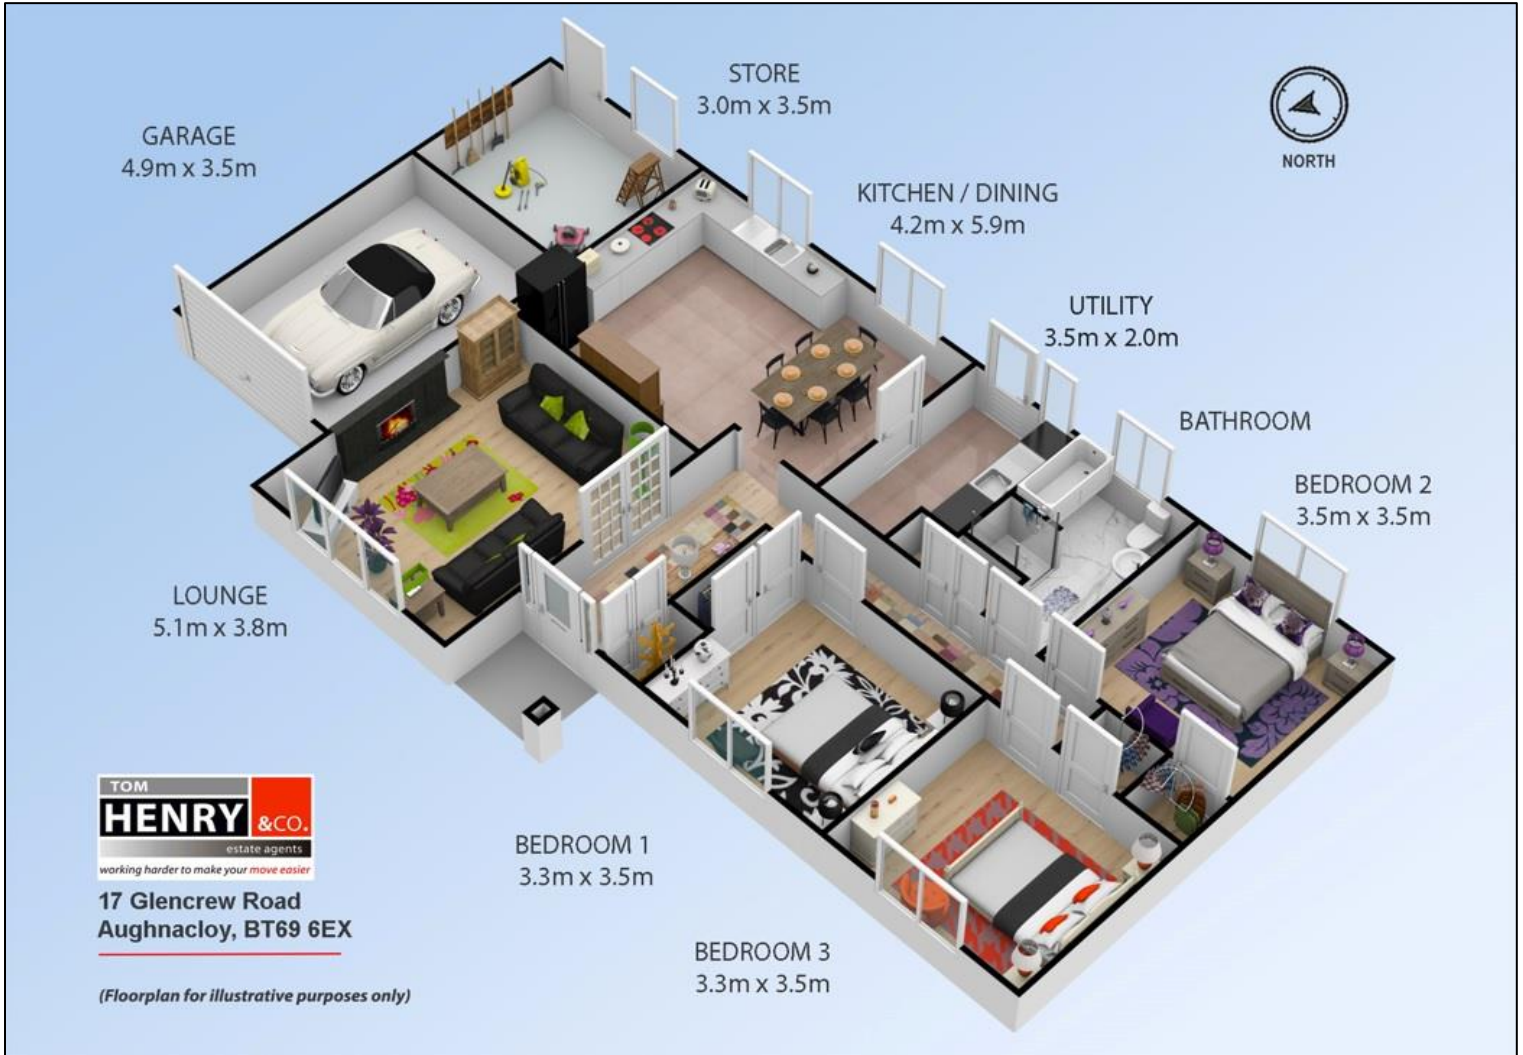 STORE
3.0m x 3.5m
GARAGE
4.9m x 3.5m
NORTH
KITCHEN / DINING
4.2m x 5.9m
UTILITY
3.5m x 2.0m
BATHROOM
BEDROOM 2
3.5m x 3.5m
LOUNGE
5.1m x 3.8m
BEDROOM 1
3.3m x 3.5m
BEDROOM 3
3.3m x 3.5m
TOM
HENRY &CO.
estate agents
working harder to make your move easier
17 Glencrew Road
Aughnacloy, BT69 6EX
(Floorplan for illustrative purposes only)